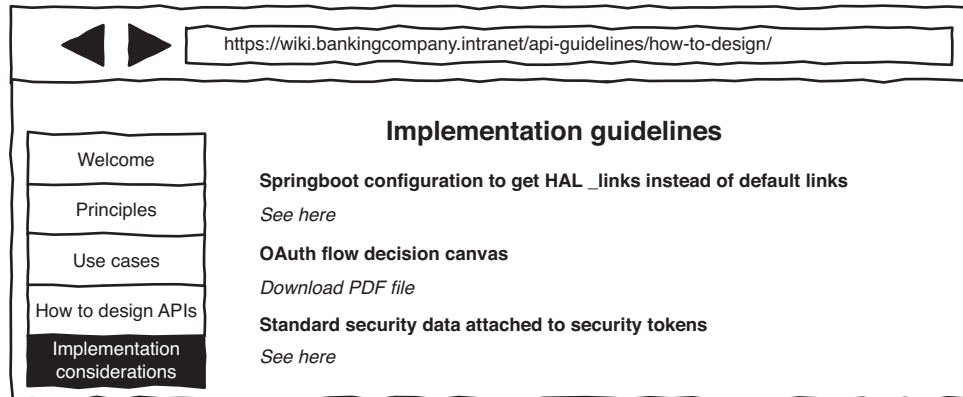 https://wiki.bankingcompany.intranet/api-guidelines/how-to-design/
Welcome
Principles
Use cases
How to design APIs
Implementation
considerations
Implementation guidelines
Springboot configuration to get HAL _links instead of default links
See here
OAuth flow decision canvas
Download PDF file
Standard security data attached to security tokens
See here